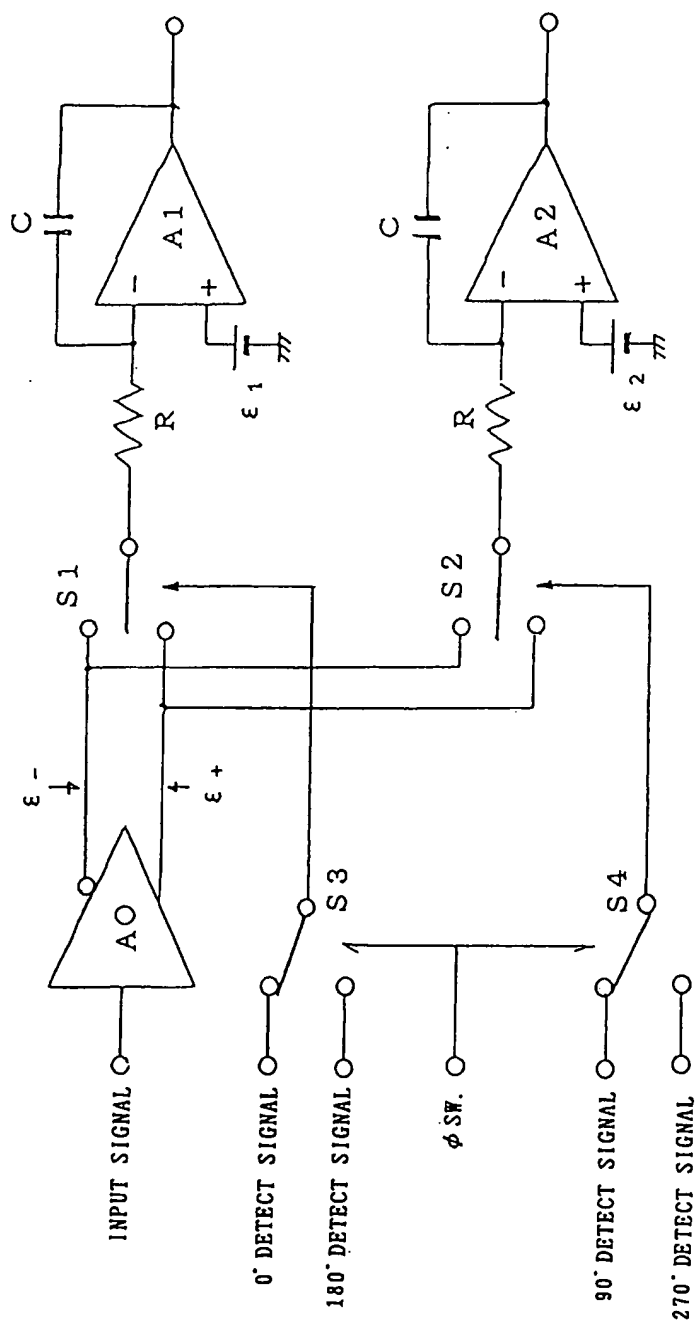 INPUT SIGNAL
A0
ε-
ε+
S1
R
C
-
A1
+
ε1
0° DETECT SIGNAL
180° DETECT SIGNAL
S3
φ SW.
S2
R
C
-
A2
+
ε2
90° DETECT SIGNAL
270° DETECT SIGNAL
S4